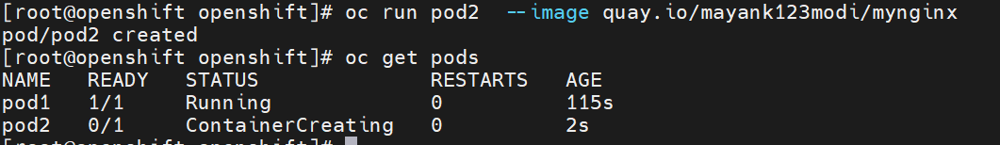 [root@openshift openshift]# oc run pod2  --image quay.io/mayank123modi/mynginx
pod/pod2 created
[root@openshift openshift]# oc get pods
NAME   READY   STATUS              RESTARTS   AGE
pod1   1/1     Running             0          115s
pod2   0/1     ContainerCreating   0          2s
[root@openshift openshift]#